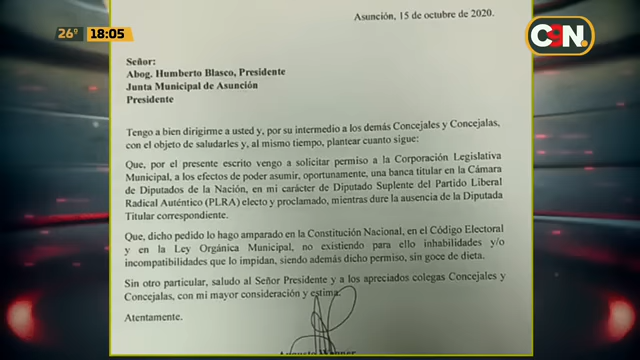 26º 18:05
C9N.
Asunción, 15 de octubre de 2020.
Señor:
Abog. Humberto Blasco, Presidente
Junta Municipal de Asunción
Presidente
Tengo a bien dirigirme a usted y, por su intermedio a los demás Concejales y Concejalas,
con el objeto de saludarles y, al mismo tiempo, plantear cuanto sigue:
Que, por el presente escrito vengo a solicitar permiso a la Corporación Legislativa
Municipal, a los efectos de poder asumir, oportunamente, una banca titular en la Cámara
de Diputados de la Nación, en mi carácter de Diputado Suplente del Partido Liberal
Radical Auténtico (PLRA) electo y proclamado, mientras dure la ausencia de la Diputada
Titular correspondiente.
Que, dicho pedido lo hago amparado en la Constitución Nacional, en el Código Electoral
y en la Ley Orgánica Municipal, no existiendo para ello inhabilidades y/o
incompatibilidades que lo impidan, siendo además dicho permiso, sin goce de dieta.
Sin otro particular, saludo al Señor Presidente y a los apreciados colegas Concejales y
Concejalas, con mi mayor consideración y estima.
Atentamente.